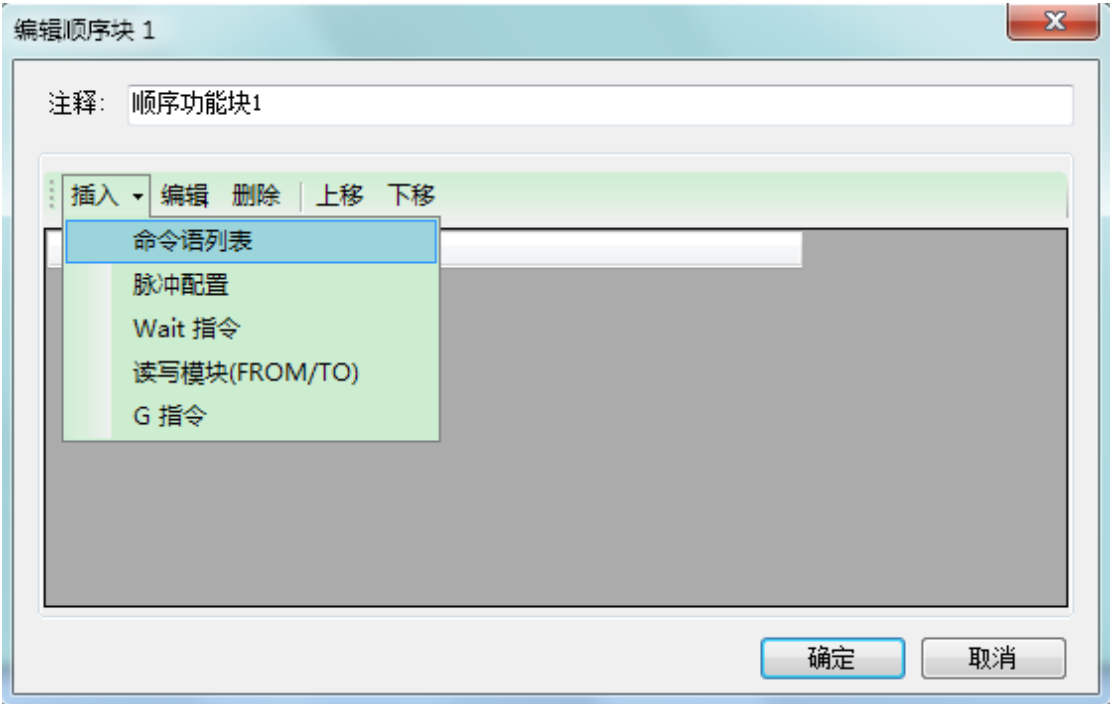 编辑顺序块 1
注释: 顺序功能块1
插入 编辑 删除 上移 下移
命令语列表
脉冲配置
Wait 指令
读写模块(FROM/TO)
G 指令
确定 取消